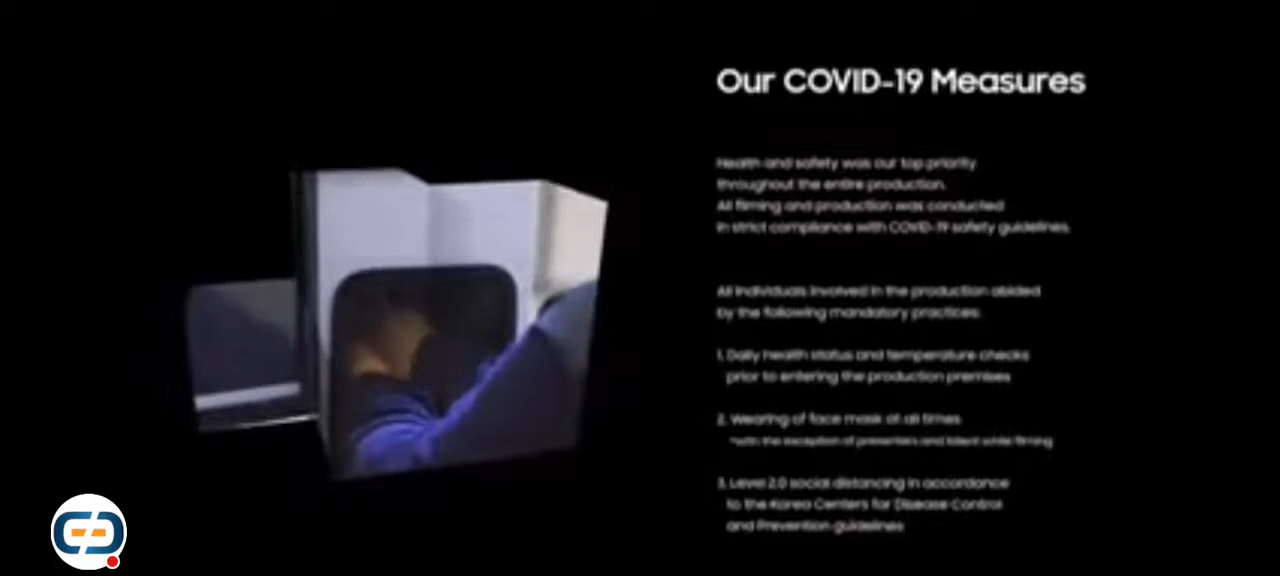 Our COVID-19 Measures
Health and safety was our top priority
throughout the entire production.
All filming and production was conducted
in strict compliance with COVID-19 safety guidelines.
All individuals involved in the production abided
by the following mandatory practices:
1. Daily health status and temperature checks
prior to entering the production premises
2. Wearing of face mask at all times
*with the exception of presenters and talent while filming
3. Level 2.0 social distancing in accordance
to the Korea Centers for Disease Control
and Prevention guidelines